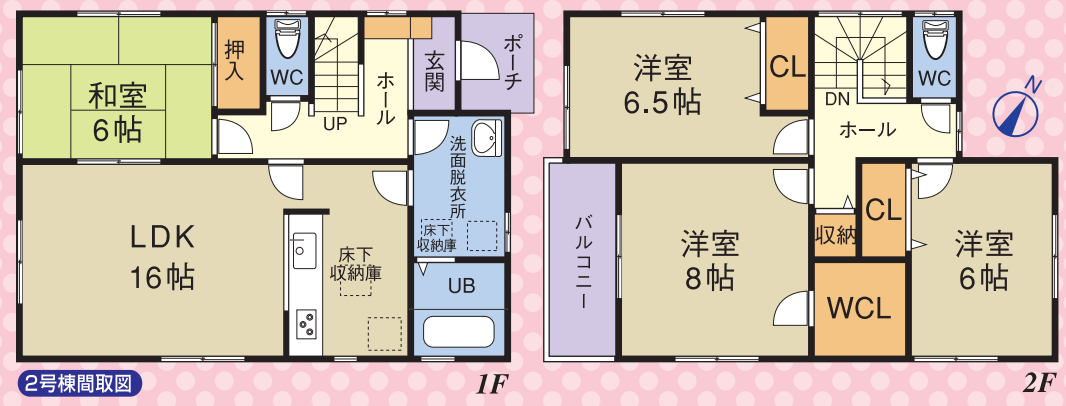 和室
6帖
押入
WC
UP
ホール
玄関
ポーチ
洗面脱衣所
床下
収納庫
UB
LDK
16帖
床下
収納庫
2号棟間取図
1F
洋室
6.5帖
CL
DN
WC
ホール
N
バルコニー
洋室
8帖
収納
CL
WCL
洋室
6帖
2F